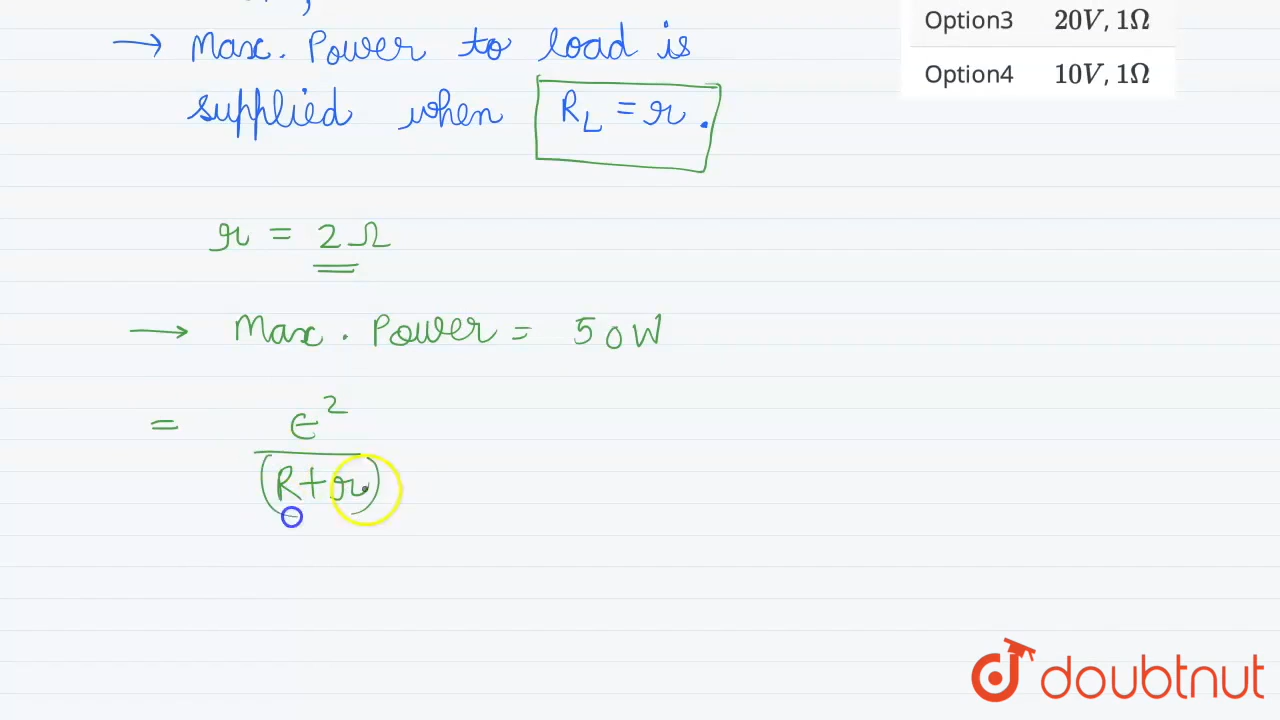 → Max. Power to load is
supplied when R_L = r.
r = 2Ω
→ Max. Power = 50W
= ε²
(R+r)
Option3 20V, 1Ω
Option4 10V, 1Ω
doubtnut